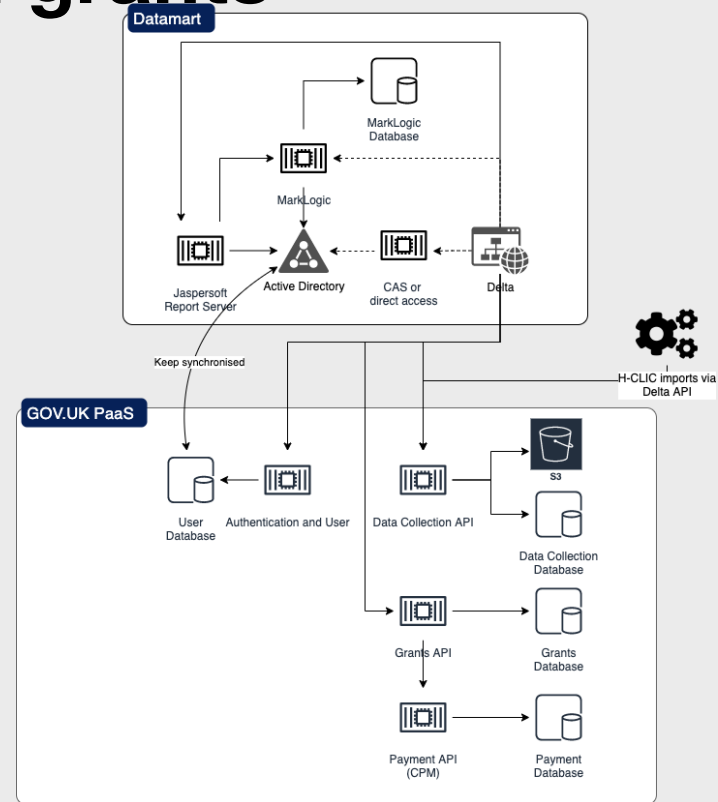 grants
Datamart
MarkLogic
Database
MarkLogic
Jaspersoft
Report Server
Active Directory
CAS or
direct access
Delta
Keep synchronised
H-CLIC imports via
Delta API
GOV.UK PaaS
S3
User
Database
Authentication and User
Data Collection API
Data Collection
Database
Grants API
Grants
Database
Payment API
(CPM)
Payment
Database